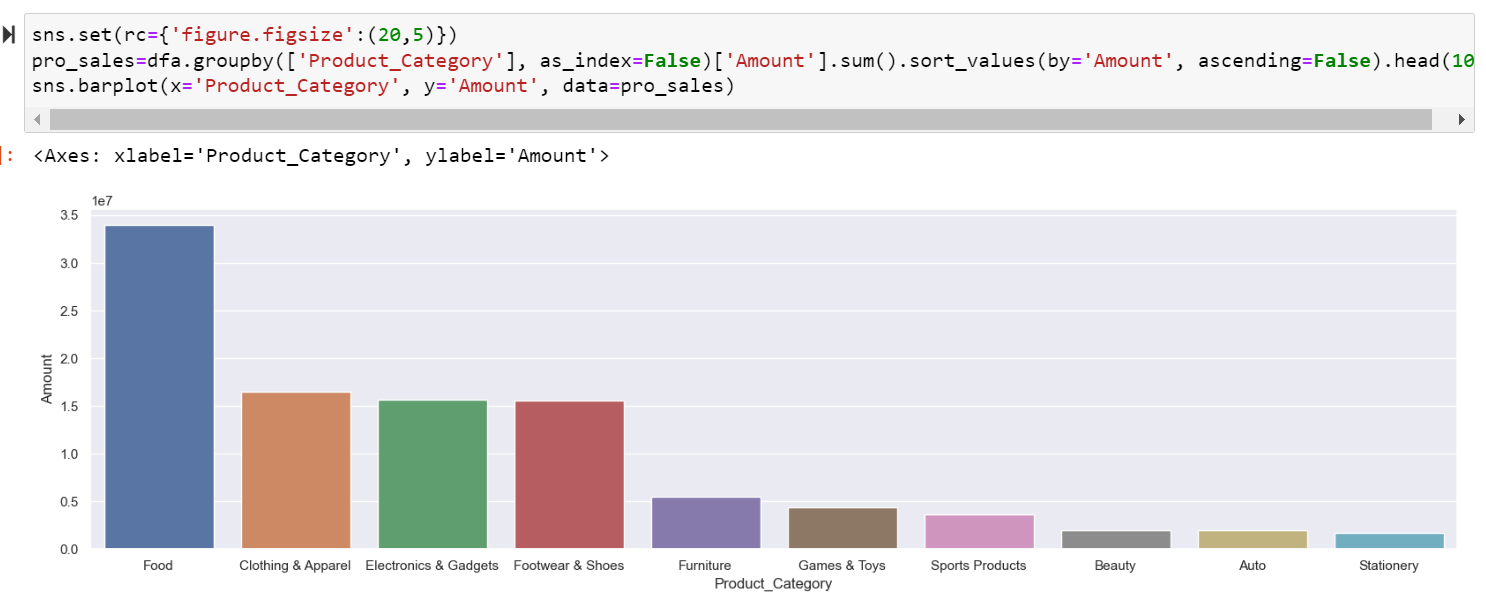 sns.set(rc={'figure.figsize':(20,5)})
pro_sales=dfa.groupby(['Product_Category'], as_index=False)['Amount'].sum().sort_values(by='Amount', ascending=False).head(10
sns.barplot(x='Product_Category', y='Amount', data=pro_sales)
]: <Axes: xlabel='Product_Category', ylabel='Amount'>
1e7
3.5
3.0
2.5
2.0
1.5
1.0
0.5
0.0
Amount
Food Clothing & Apparel Electronics & Gadgets Footwear & Shoes Furniture Games & Toys Sports Products Beauty Auto Stationery
Product_Category